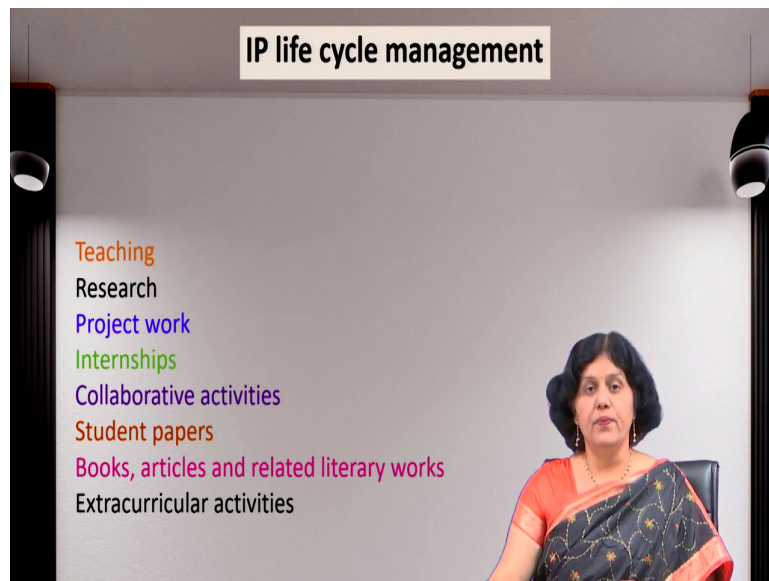 IP life cycle management
Teaching
Research
Project work
Internships
Collaborative activities
Student papers
Books, articles and related literary works
Extracurricular activities